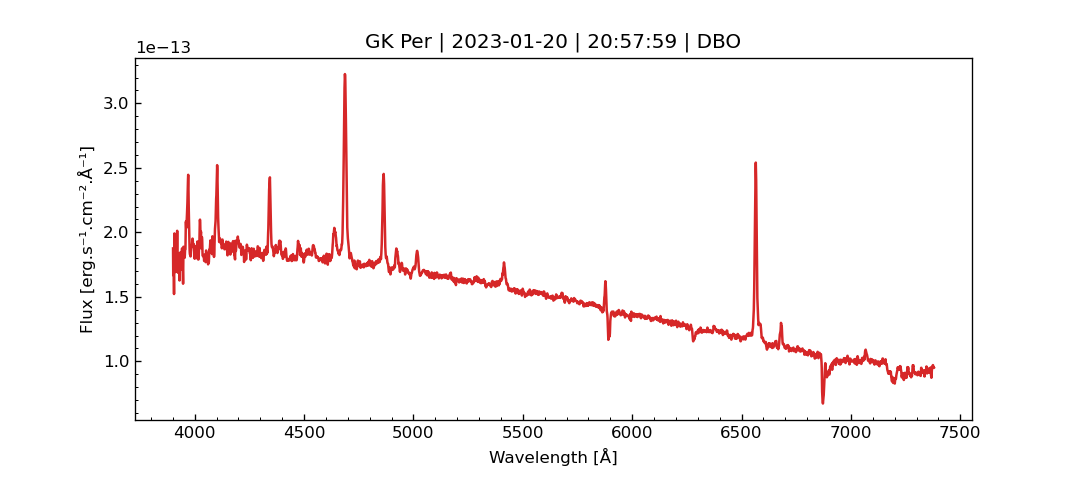 GK Per | 2023-01-20 | 20:57:59 | DBO
1e−13
3.0
2.5
2.0
1.5
1.0
Flux [erg.s⁻¹.cm⁻².Å⁻¹]
4000 4500 5000 5500 6000 6500 7000 7500
Wavelength [Å]